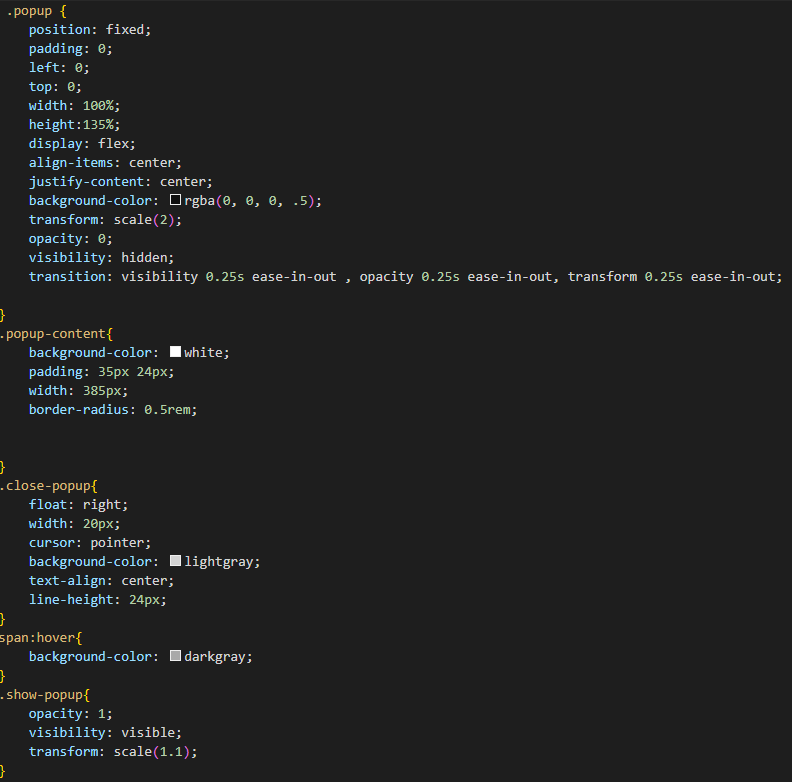 .popup {
position: fixed;
padding: 0;
left: 0;
top: 0;
width: 100%;
height:135%;
display: flex;
align-items: center;
justify-content: center;
background-color: rgba(0, 0, 0, .5);
transform: scale(2);
opacity: 0;
visibility: hidden;
transition: visibility 0.25s ease-in-out , opacity 0.25s ease-in-out, transform 0.25s ease-in-out;
}
.popup-content{
background-color: white;
padding: 35px 24px;
width: 385px;
border-radius: 0.5rem;
}
.close-popup{
float: right;
width: 20px;
cursor: pointer;
background-color: lightgray;
text-align: center;
line-height: 24px;
}
span:hover{
background-color: darkgray;
}
.show-popup{
opacity: 1;
visibility: visible;
transform: scale(1.1);
}